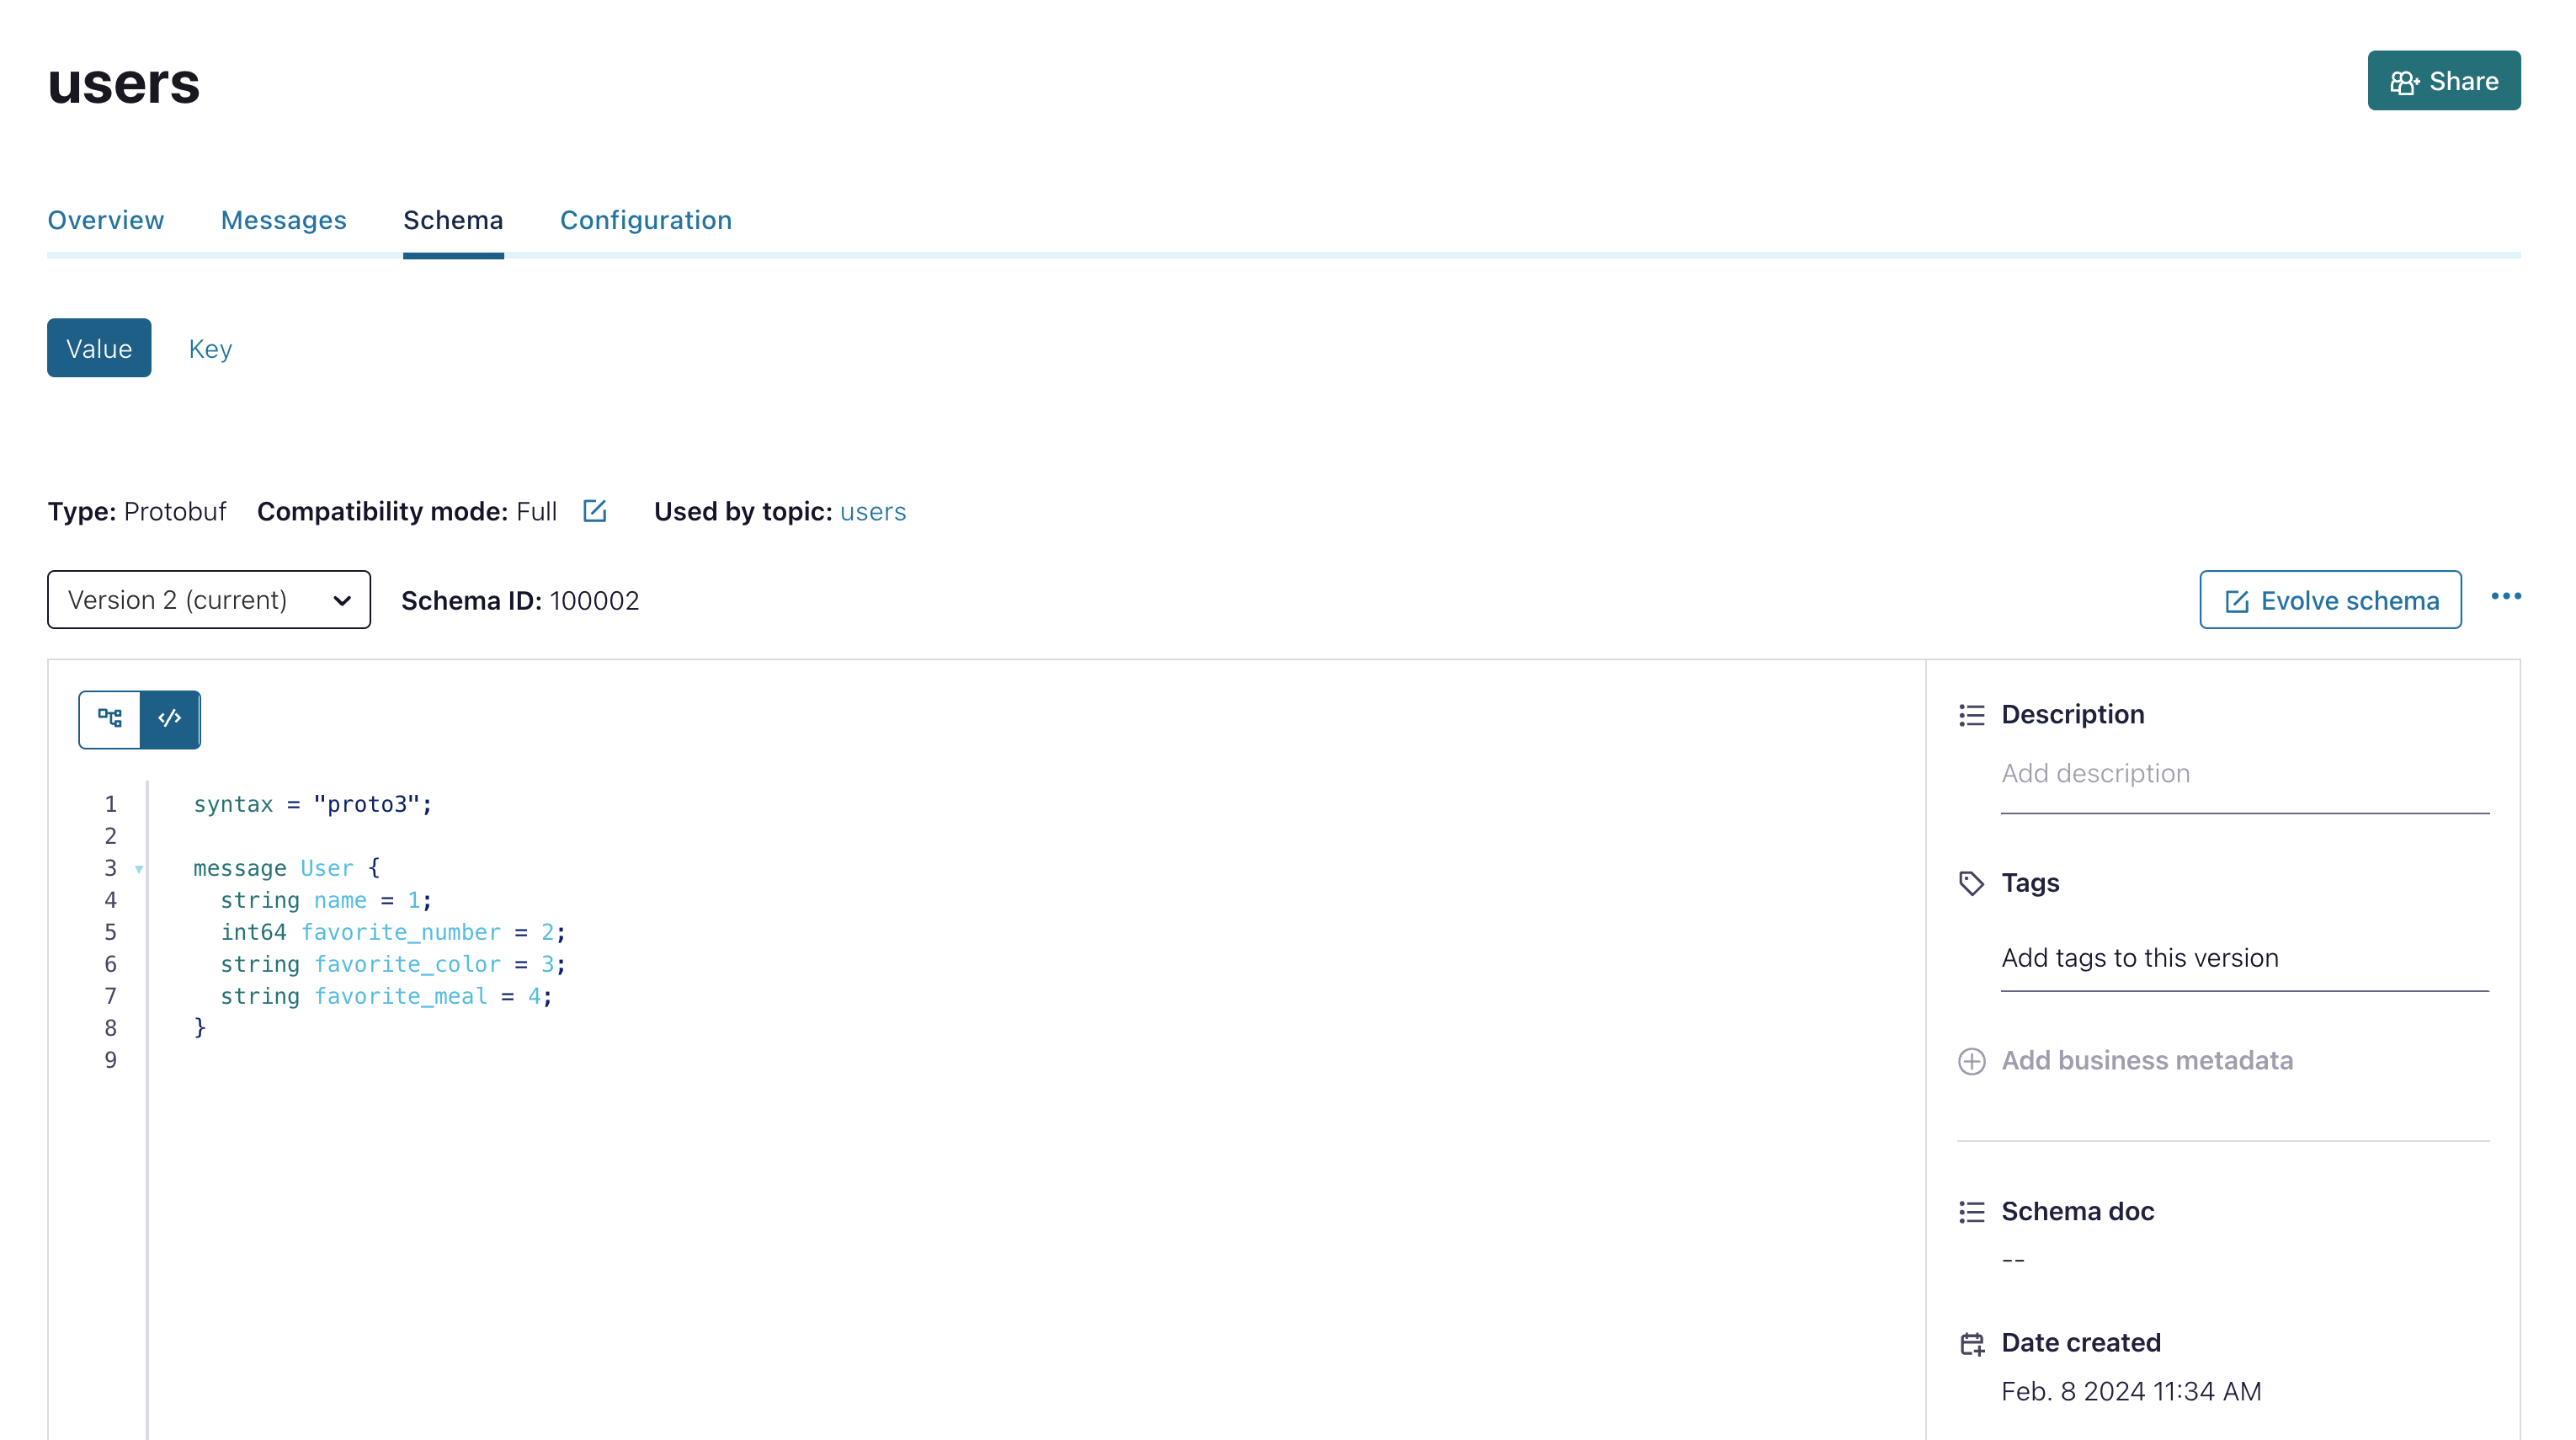 users
Share
Overview Messages Schema Configuration
Value Key
Type: Protobuf Compatibility mode: Full Used by topic: users
Version 2 (current) Schema ID: 100002 Evolve schema
1 syntax = "proto3";
2
3 message User {
4 string name = 1;
5 int64 favorite_number = 2;
6 string favorite_color = 3;
7 string favorite_meal = 4;
8 }
9
Description
Add description
Tags
Add tags to this version
Add business metadata
Schema doc
--
Date created
Feb. 8 2024 11:34 AM